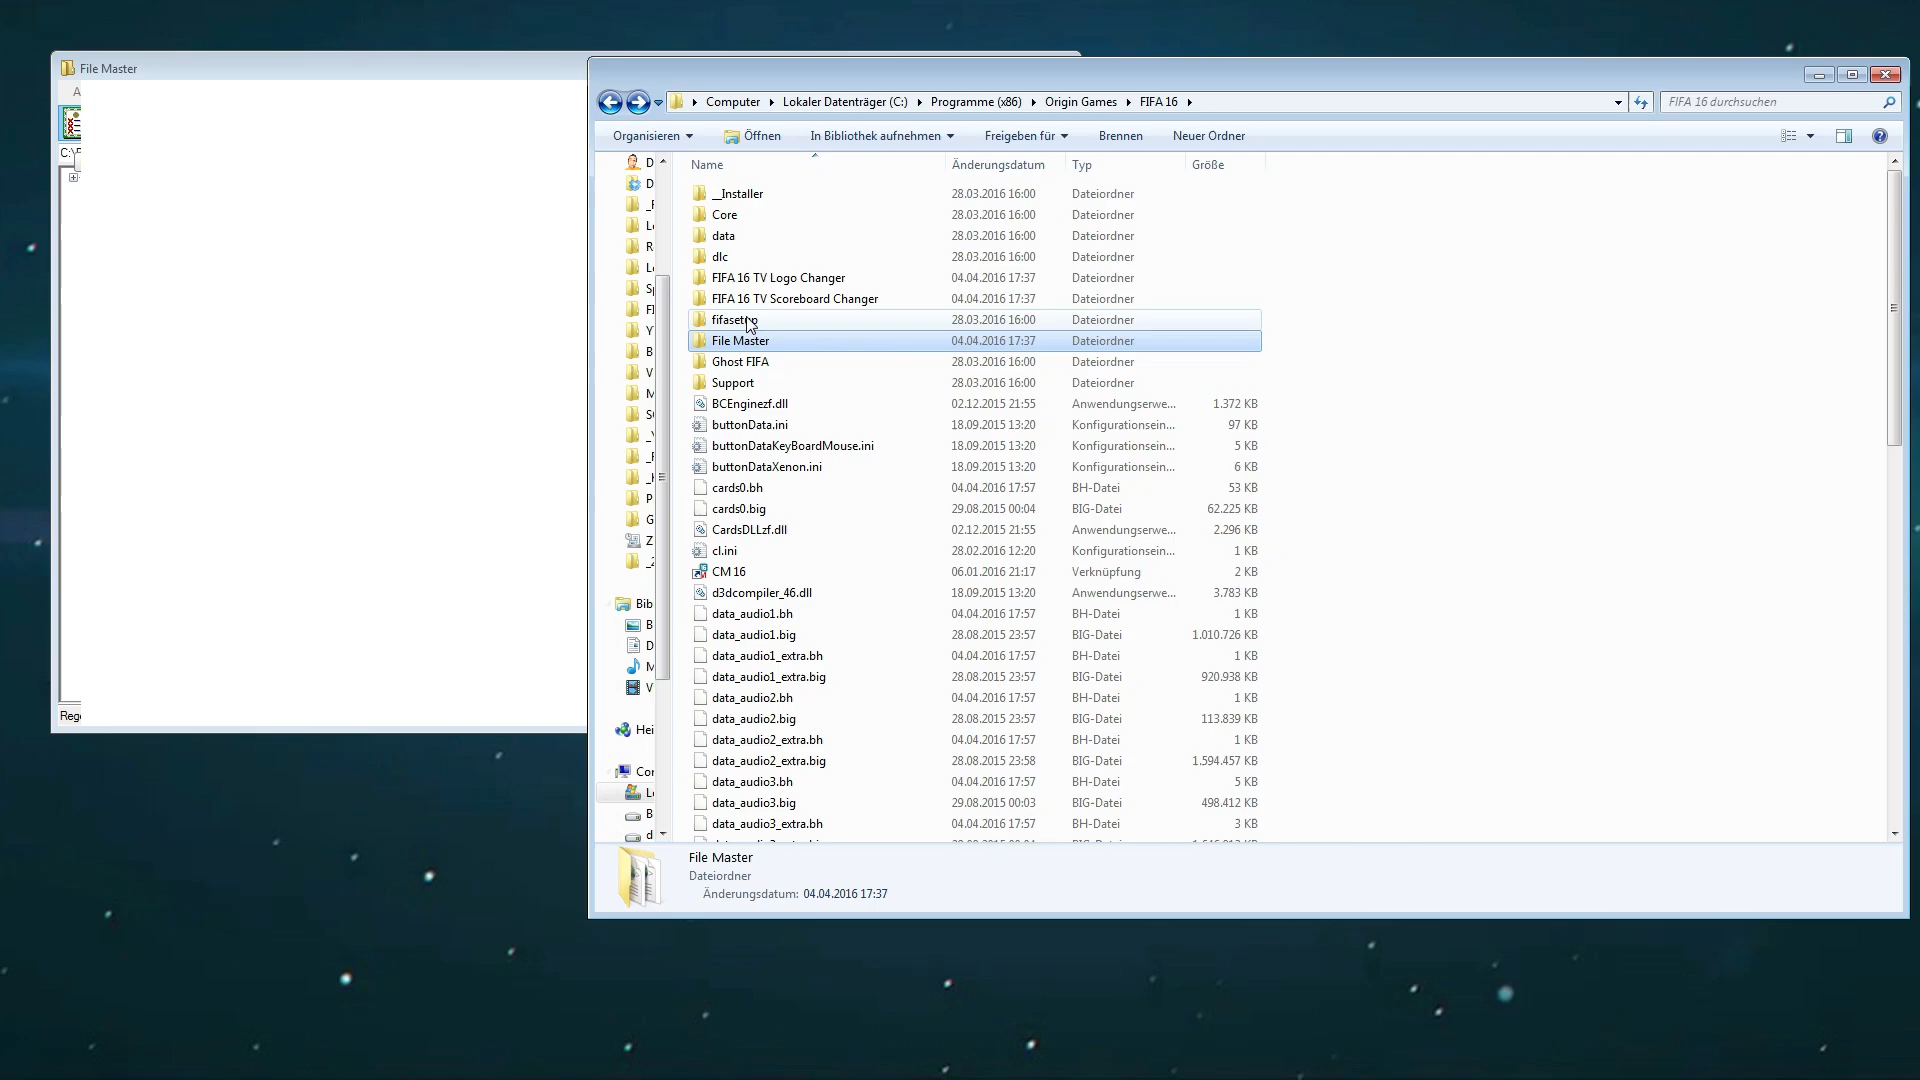 File Master
Computer
Lokaler Datenträger (C:)
Programme (x86)
Origin Games
FIFA 16
FIFA 16 durchsuchen
Organisieren
Öffnen
In Bibliothek aufnehmen
Freigeben für
Brennen
Neuer Ordner
Name Änderungsdatum Typ Größe
__Installer 28.03.2016 16:00 Dateiordner
Core 28.03.2016 16:00 Dateiordner
data 28.03.2016 16:00 Dateiordner
dlc 28.03.2016 16:00 Dateiordner
FIFA 16 TV Logo Changer 04.04.2016 17:37 Dateiordner
FIFA 16 TV Scoreboard Changer 04.04.2016 17:37 Dateiordner
28.03.2016 16:00 Dateiordner
File Master 04.04.2016 17:37 Dateiordner
Ghost FIFA 28.03.2016 16:00 Dateiordner
Support 28.03.2016 16:00 Dateiordner
BCEnginezf.dll 02.12.2015 21:55 Anwendungserwe... 1.372 KB
buttonData.ini 18.09.2015 13:20 Konfigurationsein... 97 KB
buttonDataKeyBoardMouse.ini 18.09.2015 13:20 Konfigurationsein... 5 KB
buttonDataXenon.ini 18.09.2015 13:20 Konfigurationsein... 6 KB
cards0.bh 04.04.2016 17:57 BH-Datei 53 KB
cards0.big 29.08.2015 00:04 BIG-Datei 62.225 KB
CardsDLLzf.dll 02.12.2015 21:55 Anwendungserwe... 2.296 KB
cl.ini 28.02.2016 12:20 Konfigurationsein... 1 KB
CM 16 06.01.2016 21:17 Verknüpfung 2 KB
d3dcompiler_46.dll 18.09.2015 13:20 Anwendungserwe... 3.783 KB
data_audio1.bh 04.04.2016 17:57 BH-Datei 1 KB
data_audio1.big 28.08.2015 23:57 BIG-Datei 1.010.726 KB
data_audio1_extra.bh 04.04.2016 17:57 BH-Datei 1 KB
data_audio1_extra.big 28.08.2015 23:57 BIG-Datei 920.938 KB
data_audio2.bh 04.04.2016 17:57 BH-Datei 1 KB
data_audio2.big 28.08.2015 23:57 BIG-Datei 113.839 KB
data_audio2_extra.bh 04.04.2016 17:57 BH-Datei 1 KB
data_audio2_extra.big 28.08.2015 23:58 BIG-Datei 1.594.457 KB
data_audio3.bh 04.04.2016 17:57 BH-Datei 5 KB
data_audio3.big 29.08.2015 00:03 BIG-Datei 498.412 KB
data_audio3_extra.bh 04.04.2016 17:57 BH-Datei 3 KB
File Master
Dateiordner
Änderungsdatum: 04.04.2016 17:37